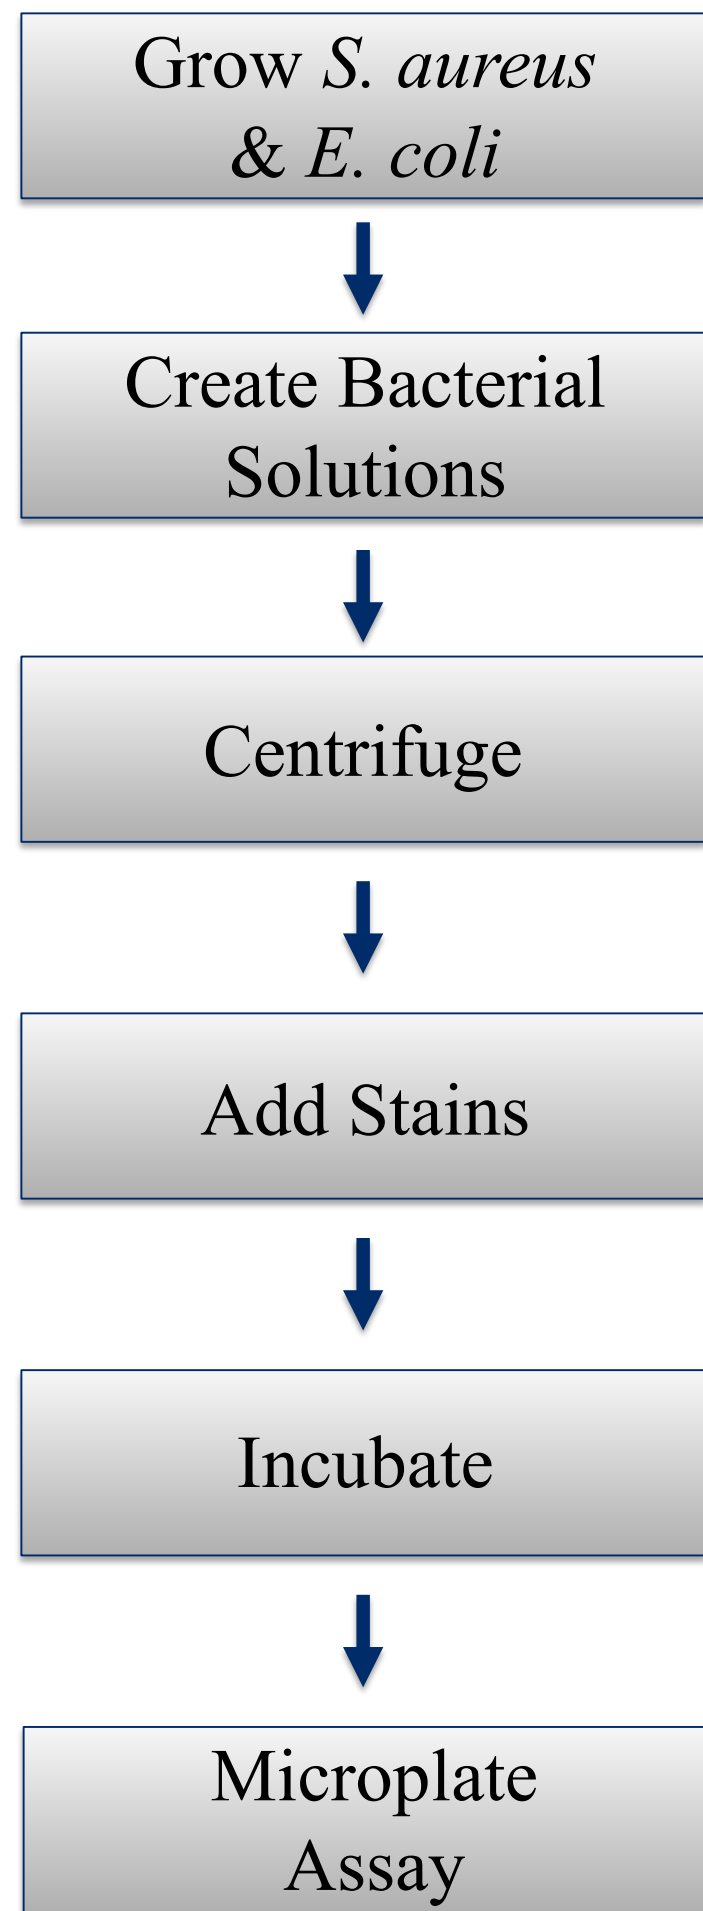 Grow S. aureus
& E. coli
Create Bacterial
Solutions
Centrifuge
Add Stains
Incubate
Microplate
Assay